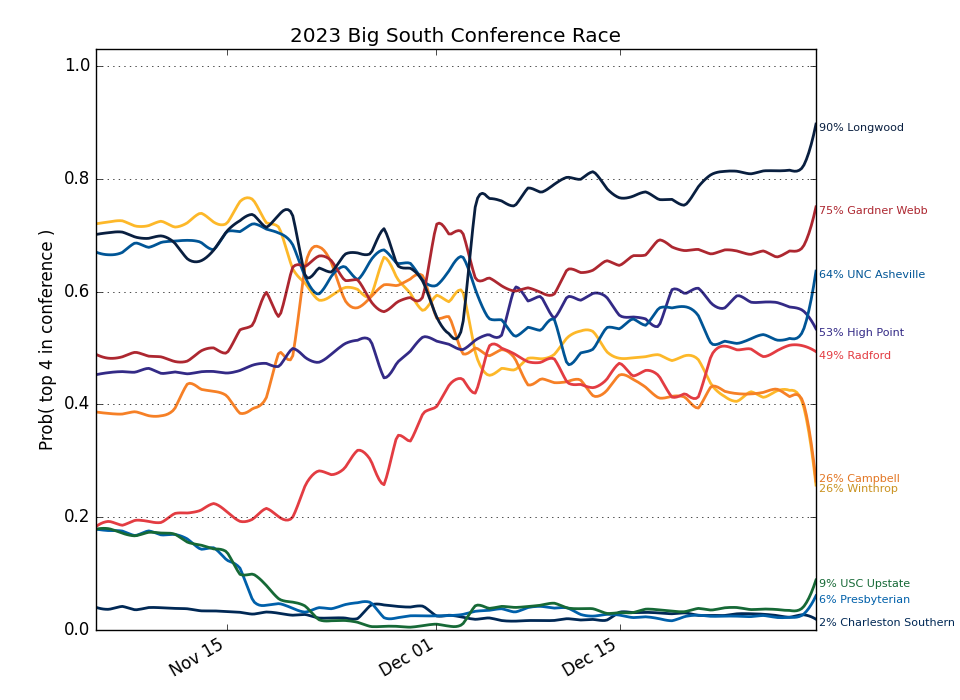 2023 Big South Conference Race
Prob( top 4 in conference )
1.0
0.8
0.6
0.4
0.2
0.0
Nov 15
Dec 01
Dec 15
90% Longwood
75% Gardner Webb
64% UNC Asheville
53% High Point
49% Radford
26% Campbell
26% Winthrop
9% USC Upstate
6% Presbyterian
2% Charleston Southern